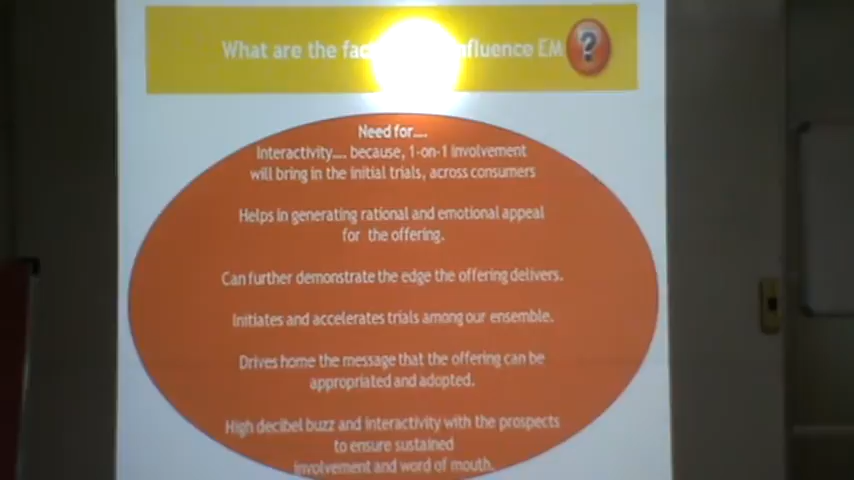 What are the fac fluence EM ?
Need for....
Interactivity.... because, 1-on-1 involvement
will bring in the initial trials, across consumers
Helps in generating rational and emotional appeal
for the offering.
Can further demonstrate the edge the offering delivers.
Initiates and accelerates trials among our ensemble.
Drives home the message that the offering can be
appropriated and adopted.
High decibel buzz and interactivity with the prospects
to ensure sustained
involvement and word of mouth.